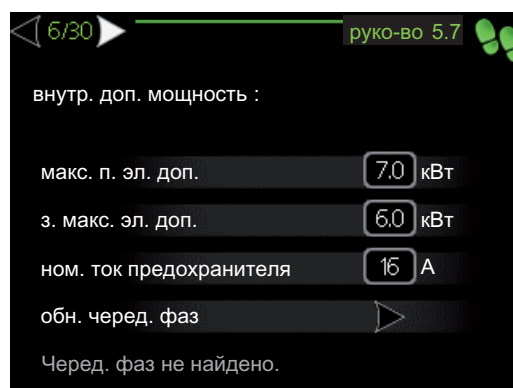 6/30 руко-во 5.7
внутр. доп. мощность :
макс. п. эл. доп. 7.0 кВт
з. макс. эл. доп. 6.0 кВт
ном. ток предохранителя 16 A
обн. черед. фаз
Черед. фаз не найдено.